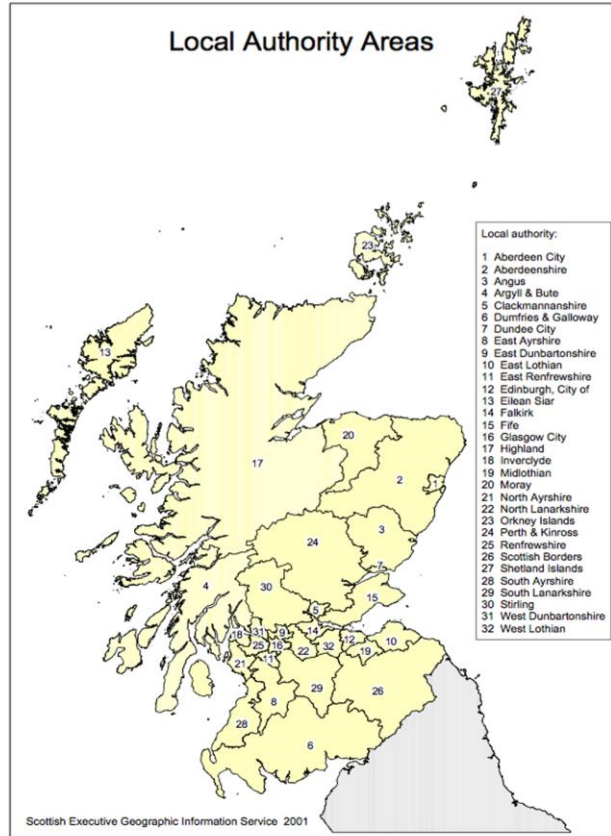 Local Authority Areas
27
23
Local authority:
1 Aberdeen City
2 Aberdeenshire
3 Angus
4 Argyll & Bute
5 Clackmannanshire
6 Dumfries & Galloway
7 Dundee City
8 East Ayrshire
9 East Dunbartonshire
10 East Lothian
11 East Renfrewshire
12 Edinburgh, City of
13 Eilean Siar
14 Falkirk
15 Fife
16 Glasgow City
17 Highland
18 Inverclyde
19 Midlothian
20 Moray
21 North Ayrshire
22 North Lanarkshire
23 Orkney Islands
24 Perth & Kinross
25 Renfrewshire
26 Scottish Borders
27 Shetland Islands
28 South Ayrshire
29 South Lanarkshire
30 Stirling
31 West Dunbartonshire
32 West Lothian
13
20
17
2
1
3
24
7
4
30
15
5
18 31 9 14 12 10
25 16 22 32 19
11
21
29
26
8
28
6
Scottish Executive Geographic Information Service 2001